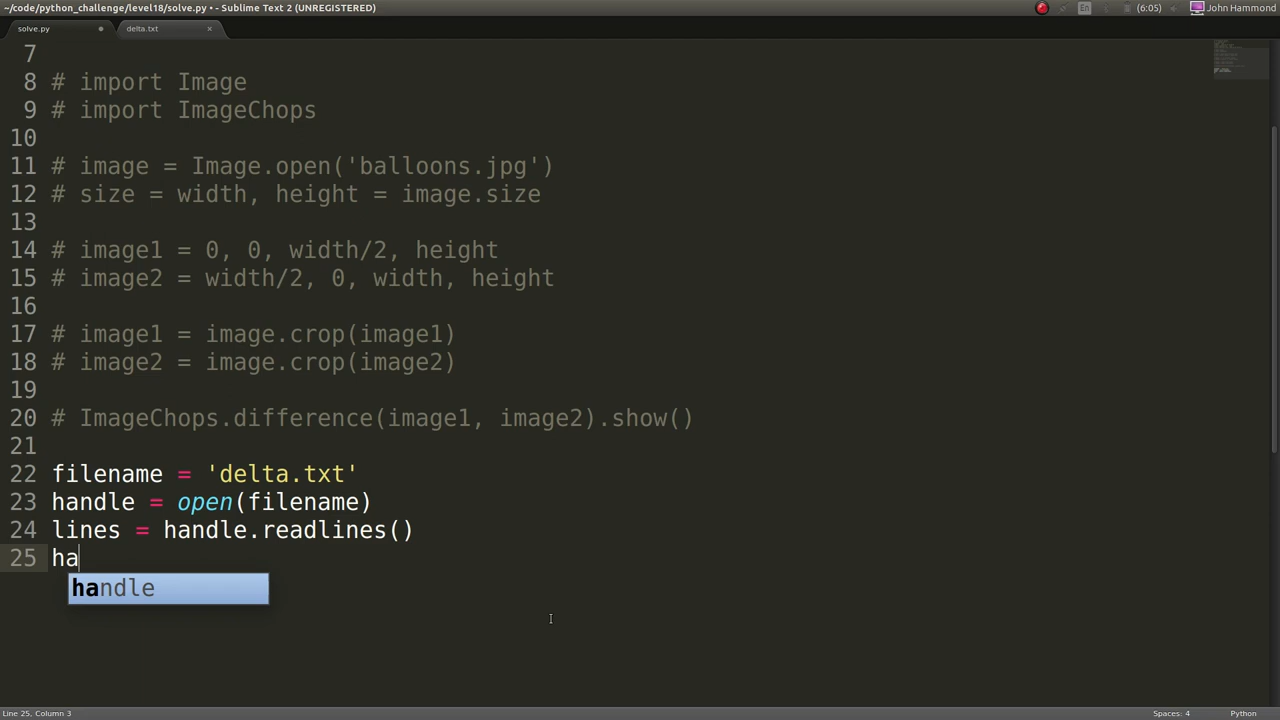 ~/code/python_challenge/level18/solve.py • - Sublime Text 2 (UNREGISTERED)
En
(6:05)
John Hammond
solve.py
delta.txt
7
8 # import Image
9 # import ImageChops
10
11 # image = Image.open('balloons.jpg')
12 # size = width, height = image.size
13
14 # image1 = 0, 0, width/2, height
15 # image2 = width/2, 0, width, height
16
17 # image1 = image.crop(image1)
18 # image2 = image.crop(image2)
19
20 # ImageChops.difference(image1, image2).show()
21
22 filename = 'delta.txt'
23 handle = open(filename)
24 lines = handle.readlines()
25 ha
handle
Line 25, Column 3
Spaces: 4
Python